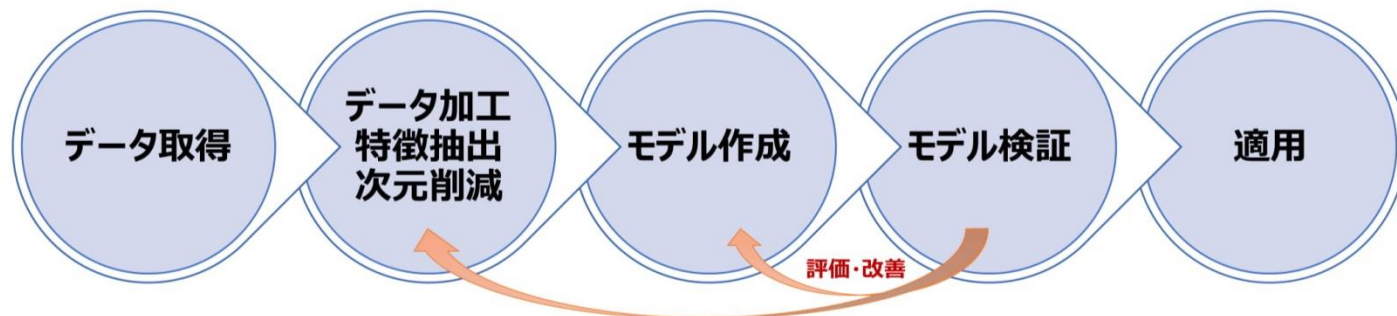 データ取得
データ加工
特徴抽出
次元削減
モデル作成
モデル検証
適用
評価・改善